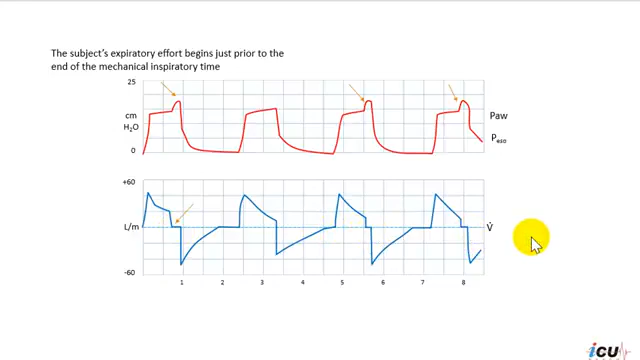 The subject's expiratory effort begins just prior to the
end of the mechanical inspiratory time
25
cm
H₂O
0
Paw
Pₑₛₒ
+60
L/m
-60
V̇
1 2 3 4 5 6 7 8
iCU